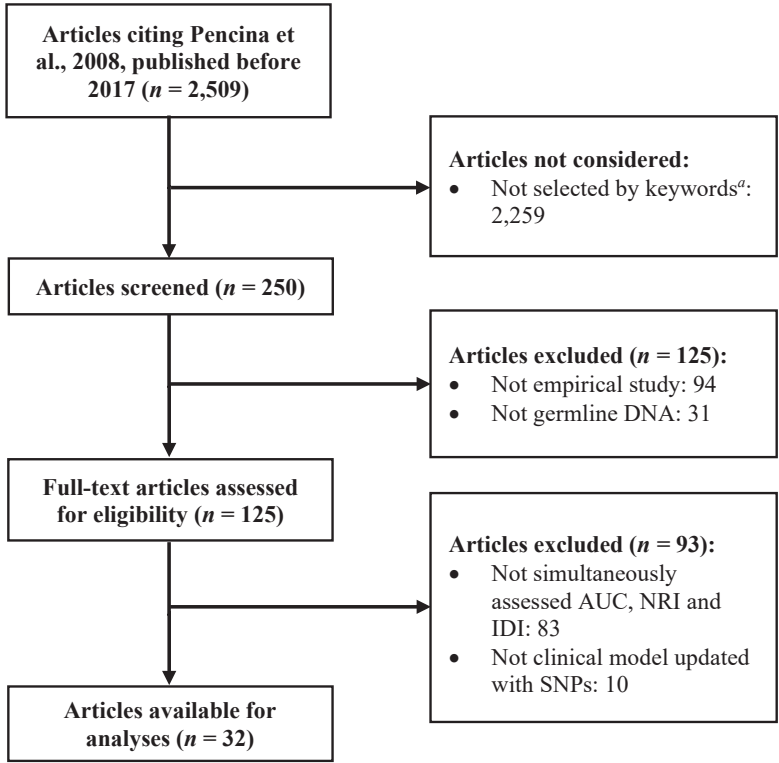 Articles citing Pencina et
al., 2008, published before
2017 (n = 2,509)
Articles not considered:
• Not selected by keywordsᵃ:
2,259
Articles screened (n = 250)
Articles excluded (n = 125):
• Not empirical study: 94
• Not germline DNA: 31
Full-text articles assessed
for eligibility (n = 125)
Articles excluded (n = 93):
• Not simultaneously
assessed AUC, NRI and
IDI: 83
• Not clinical model updated
with SNPs: 10
Articles available for
analyses (n = 32)